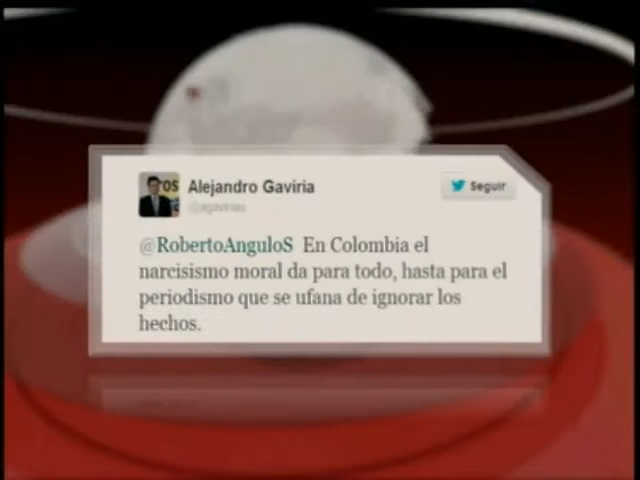 Alejandro Gaviria
Seguir
@RobertoAnguloS En Colombia el
narcisismo moral da para todo, hasta para el
periodismo que se ufana de ignorar los
hechos.